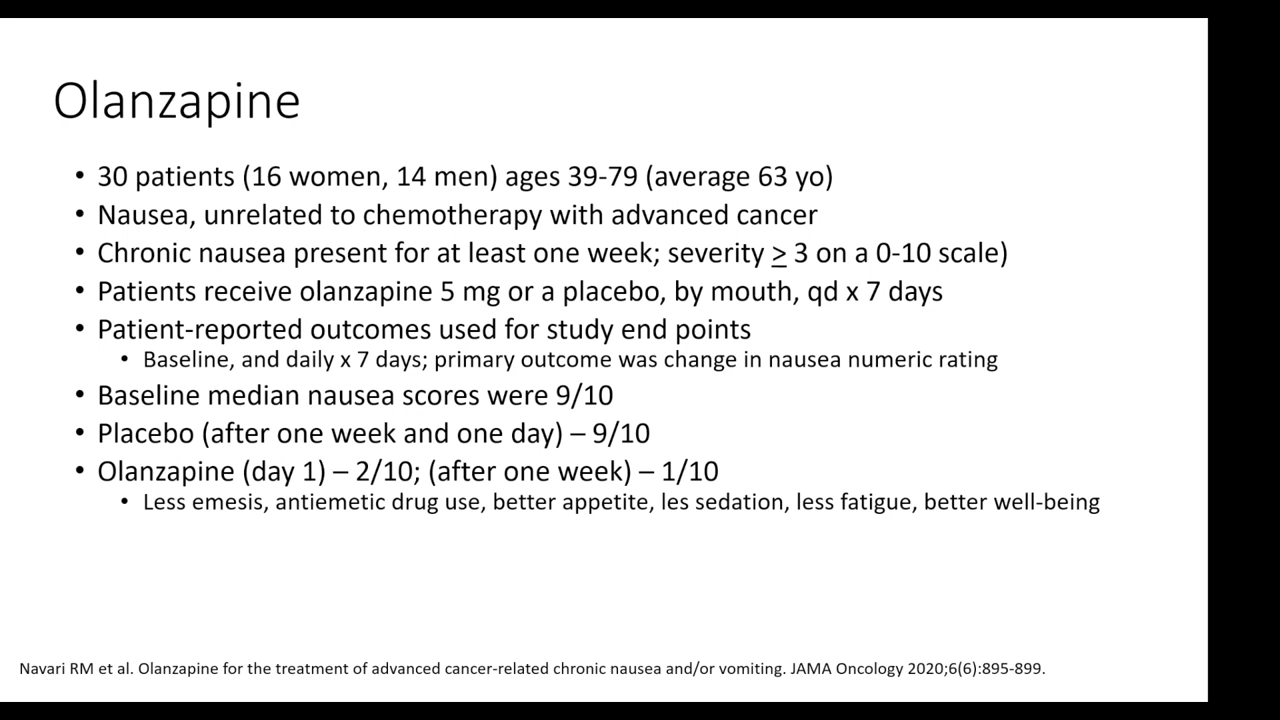 Olanzapine
• 30 patients (16 women, 14 men) ages 39-79 (average 63 yo)
• Nausea, unrelated to chemotherapy with advanced cancer
• Chronic nausea present for at least one week; severity ≥ 3 on a 0-10 scale)
• Patients receive olanzapine 5 mg or a placebo, by mouth, qd x 7 days
• Patient-reported outcomes used for study end points
• Baseline, and daily x 7 days; primary outcome was change in nausea numeric rating
• Baseline median nausea scores were 9/10
• Placebo (after one week and one day) – 9/10
• Olanzapine (day 1) – 2/10; (after one week) – 1/10
• Less emesis, antiemetic drug use, better appetite, les sedation, less fatigue, better well-being
Navari RM et al. Olanzapine for the treatment of advanced cancer-related chronic nausea and/or vomiting. JAMA Oncology 2020;6(6):895-899.